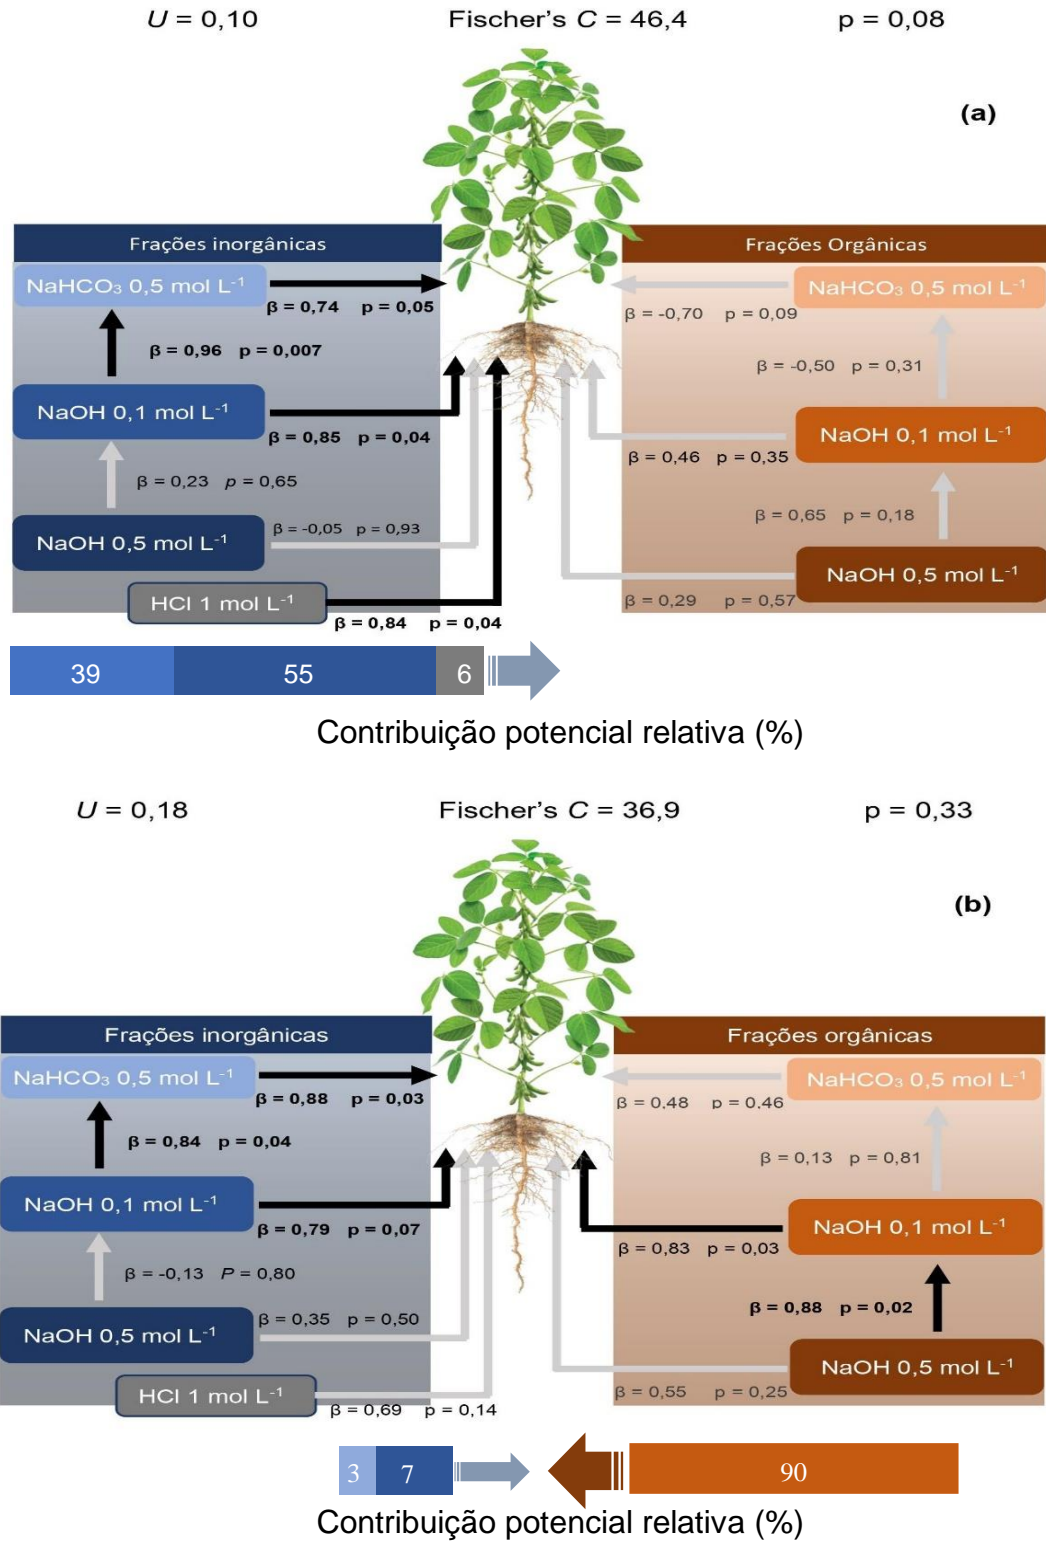 U = 0,10 Fischer's C = 46,4 p = 0,08
(a)
Frações inorgânicas
NaHCO₃ 0,5 mol L⁻¹
β = 0,74 p = 0,05
β = 0,96 p = 0,007
NaOH 0,1 mol L⁻¹
β = 0,85 p = 0,04
β = 0,23 p = 0,65
β = -0,05 p = 0,93
NaOH 0,5 mol L⁻¹
HCl 1 mol L⁻¹
β = 0,84 p = 0,04
Frações Orgânicas
NaHCO₃ 0,5 mol L⁻¹
β = -0,70 p = 0,09
β = -0,50 p = 0,31
NaOH 0,1 mol L⁻¹
β = 0,46 p = 0,35
β = 0,65 p = 0,18
NaOH 0,5 mol L⁻¹
β = 0,29 p = 0,57
39 55 6
Contribuição potencial relativa (%)
U = 0,18 Fischer's C = 36,9 p = 0,33
(b)
Frações inorgânicas
NaHCO₃ 0,5 mol L⁻¹
β = 0,88 p = 0,03
β = 0,84 p = 0,04
NaOH 0,1 mol L⁻¹
β = 0,79 p = 0,07
β = -0,13 P = 0,80
β = 0,35 p = 0,50
NaOH 0,5 mol L⁻¹
HCl 1 mol L⁻¹
β = 0,69 p = 0,14
Frações orgânicas
NaHCO₃ 0,5 mol L⁻¹
β = 0,48 p = 0,46
β = 0,13 p = 0,81
NaOH 0,1 mol L⁻¹
β = 0,83 p = 0,03
β = 0,88 p = 0,02
NaOH 0,5 mol L⁻¹
β = 0,55 p = 0,25
3 7 90
Contribuição potencial relativa (%)